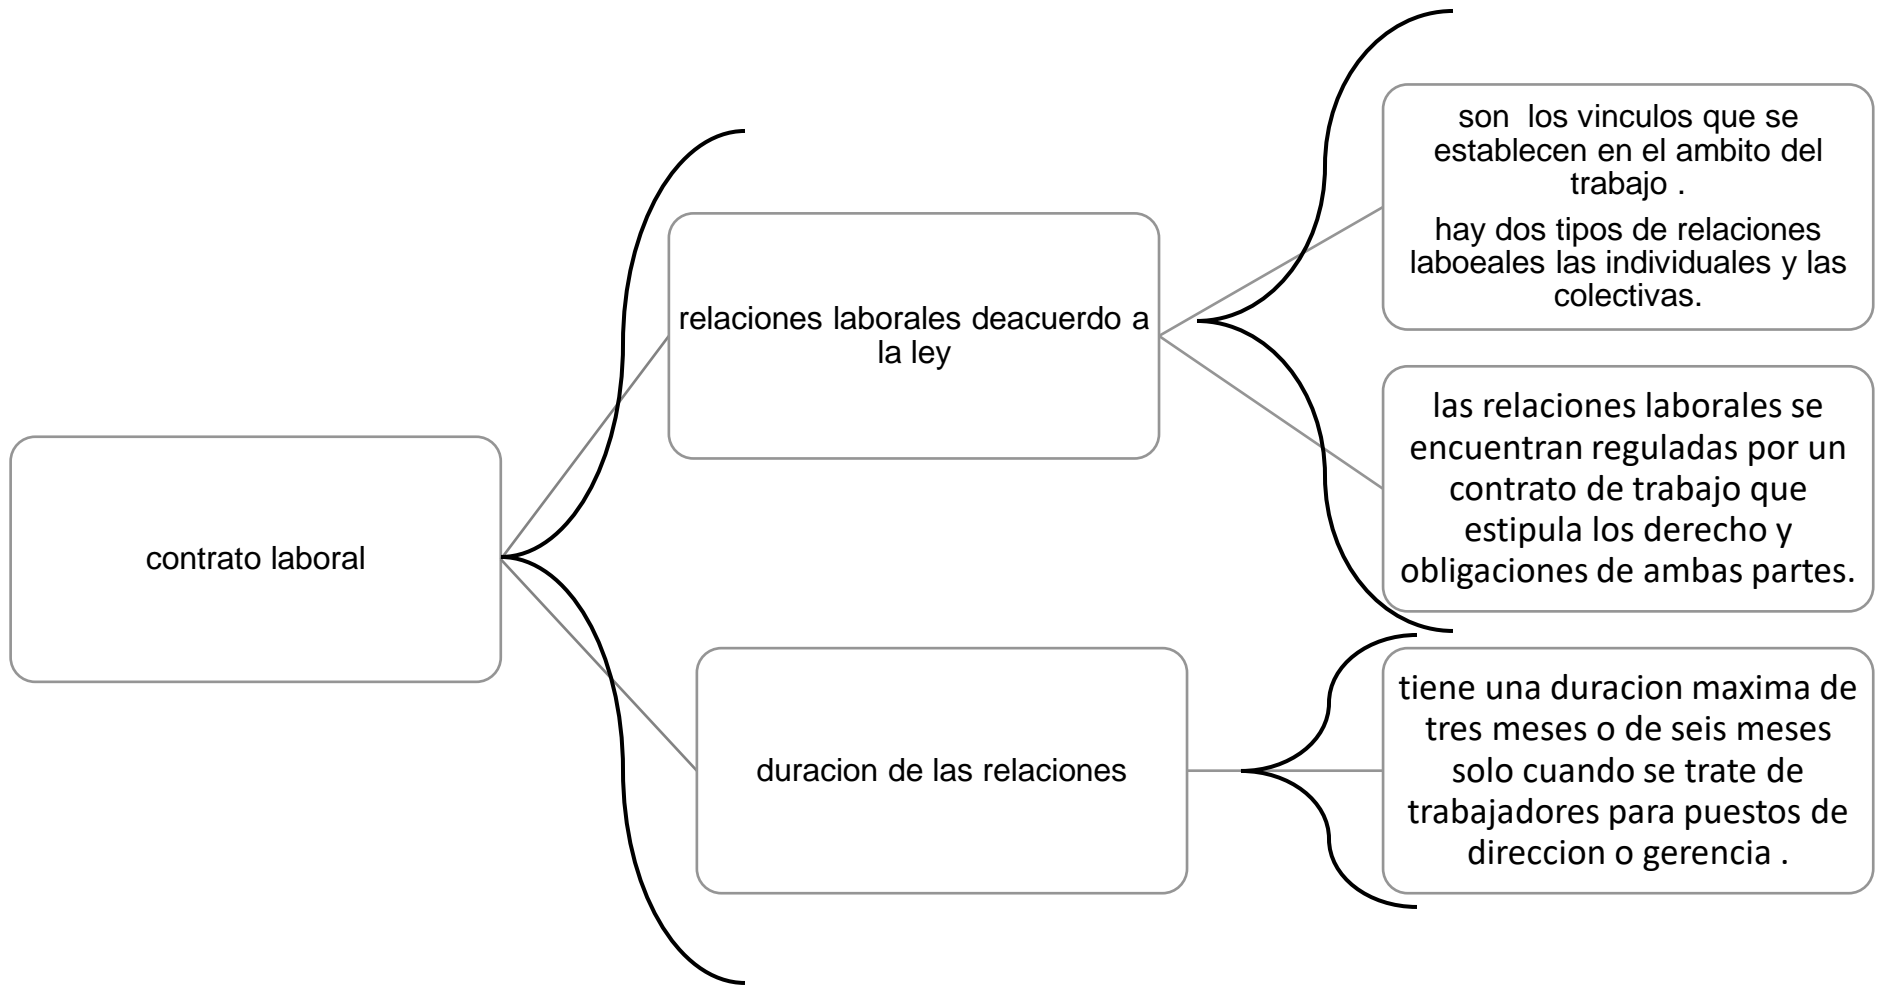 contrato laboral
relaciones laborales deacuerdo a
la ley
son  los vinculos que se
establecen en el ambito del
trabajo .
hay dos tipos de relaciones
laboeales las individuales y las
colectivas.
las relaciones laborales se
encuentran reguladas por un
contrato de trabajo que
estipula los derecho y
obligaciones de ambas partes.
duracion de las relaciones
tiene una duracion maxima de
tres meses o de seis meses
solo cuando se trate de
trabajadores para puestos de
direccion o gerencia .